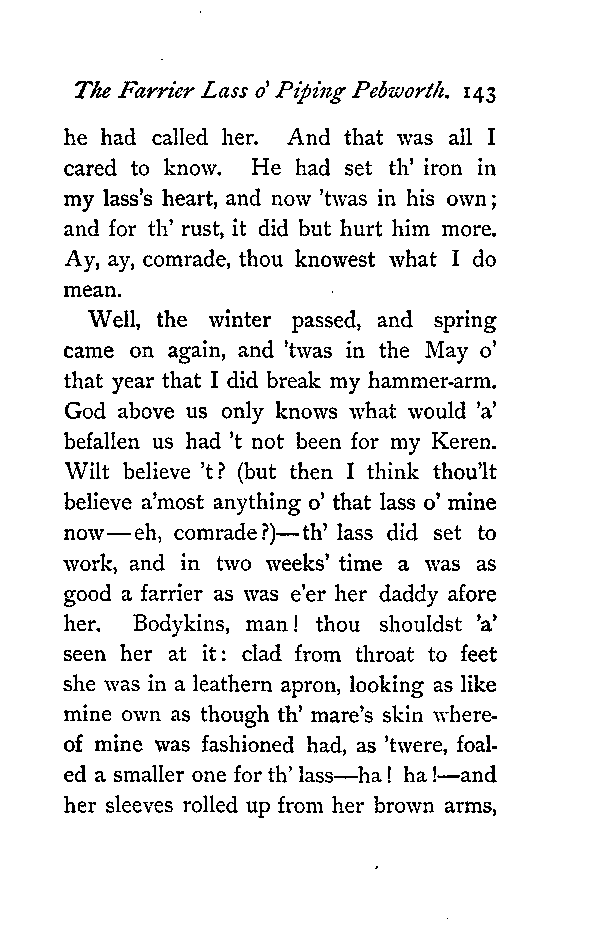 The Farrier Lass o' Piping Pebworth. 143
he had called her. And that was all I
cared to know. He had set th' iron in
my lass's heart, and now 'twas in his own;
and for th' rust, it did but hurt him more.
Ay, ay, comrade, thou knowest what I do
mean.
Well, the winter passed, and spring
came on again, and 'twas in the May o'
that year that I did break my hammer-arm.
God above us only knows what would 'a'
befallen us had 't not been for my Keren.
Wilt believe 't? (but then I think thou'lt
believe a'most anything o' that lass o' mine
now—eh, comrade?)—th' lass did set to
work, and in two weeks' time a was as
good a farrier as was e'er her daddy afore
her. Bodykins, man! thou shouldst 'a'
seen her at it: clad from throat to feet
she was in a leathern apron, looking as like
mine own as though th' mare's skin where-
of mine was fashioned had, as 'twere, foal-
ed a smaller one for th' lass—ha! ha!—and
her sleeves rolled up from her brown arms,